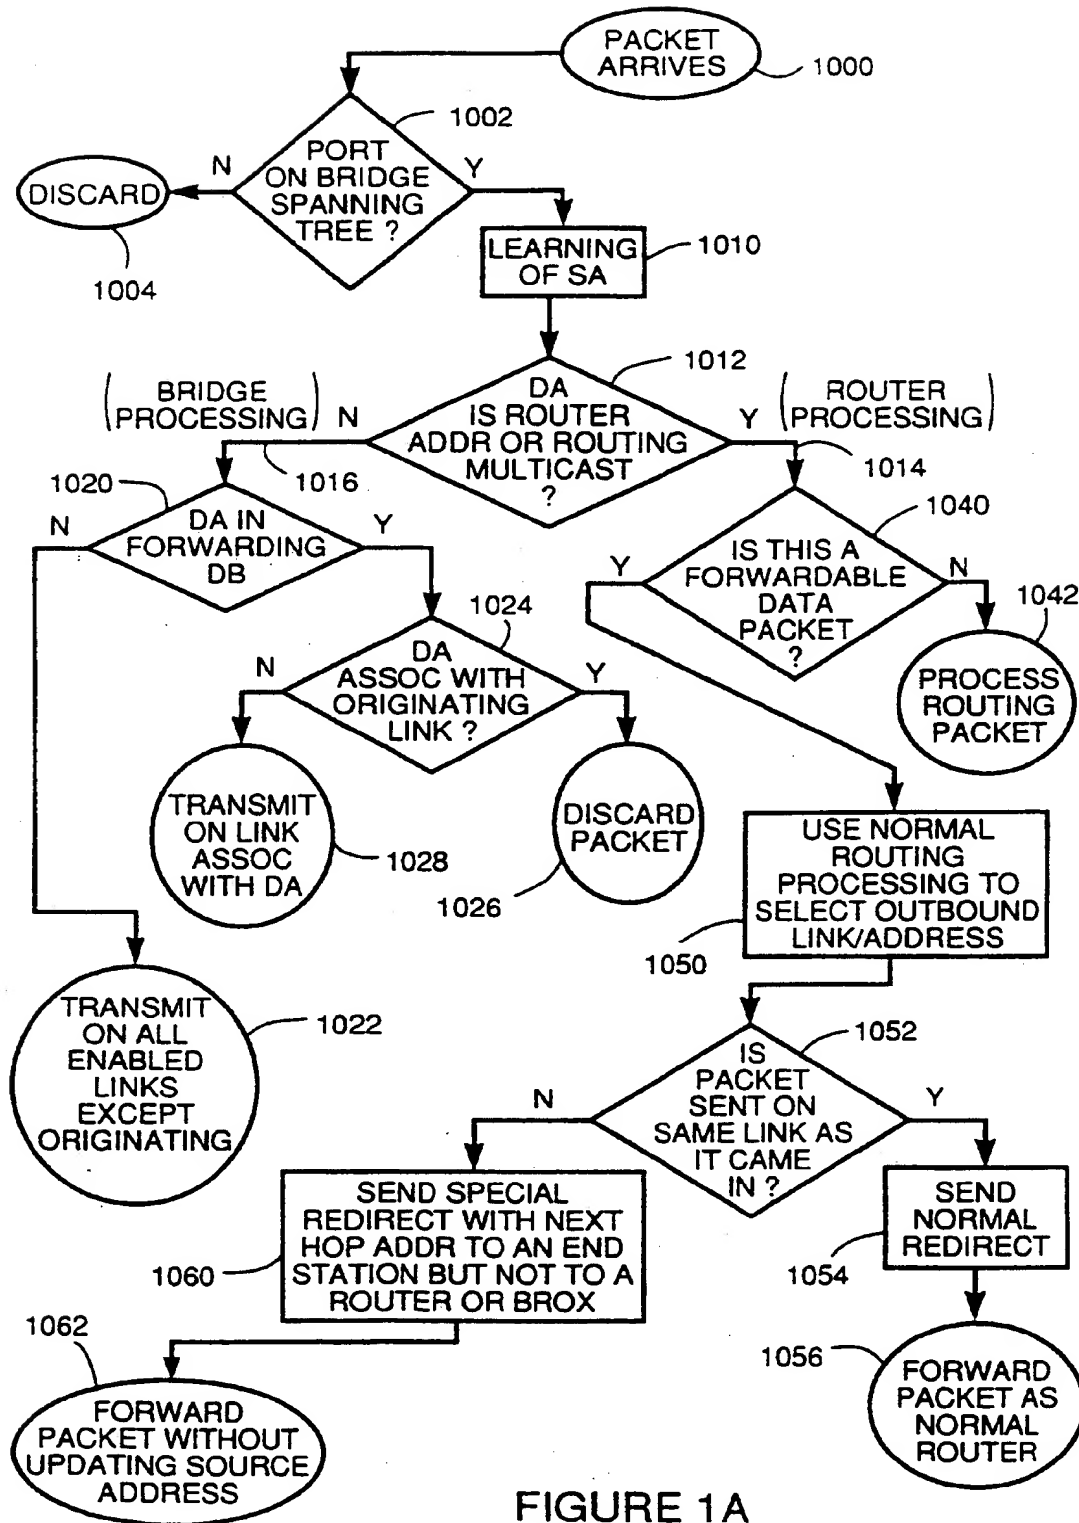 PACKET
ARRIVES
1000
1002
PORT
ON BRIDGE
SPANNING
TREE ?
N
Y
DISCARD
1004
LEARNING
OF SA
1010
1012
DA
IS ROUTER
ADDR OR ROUTING
MULTICAST
?
(BRIDGE
PROCESSING)
N
Y
(ROUTER
PROCESSING)
1016
1014
1020
DA IN
FORWARDING
DB
N
Y
1040
IS THIS A
FORWARDABLE
DATA
PACKET
?
Y
N
1042
PROCESS
ROUTING
PACKET
1024
DA
ASSOC WITH
ORIGINATING
LINK ?
N
Y
TRANSMIT
ON LINK
ASSOC
WITH DA
1028
DISCARD
PACKET
1026
USE NORMAL
ROUTING
PROCESSING TO
SELECT OUTBOUND
LINK/ADDRESS
1050
TRANSMIT
ON ALL
ENABLED
LINKS
EXCEPT
ORIGINATING
1022
1052
IS
PACKET
SENT ON
SAME LINK AS
IT CAME
IN ?
N
Y
SEND SPECIAL
REDIRECT WITH NEXT
HOP ADDR TO AN END
STATION BUT NOT TO A
ROUTER OR BROX
1060
SEND
NORMAL
REDIRECT
1054
1062
FORWARD
PACKET WITHOUT
UPDATING SOURCE
ADDRESS
1056
FORWARD
PACKET AS
NORMAL
ROUTER
FIGURE 1A